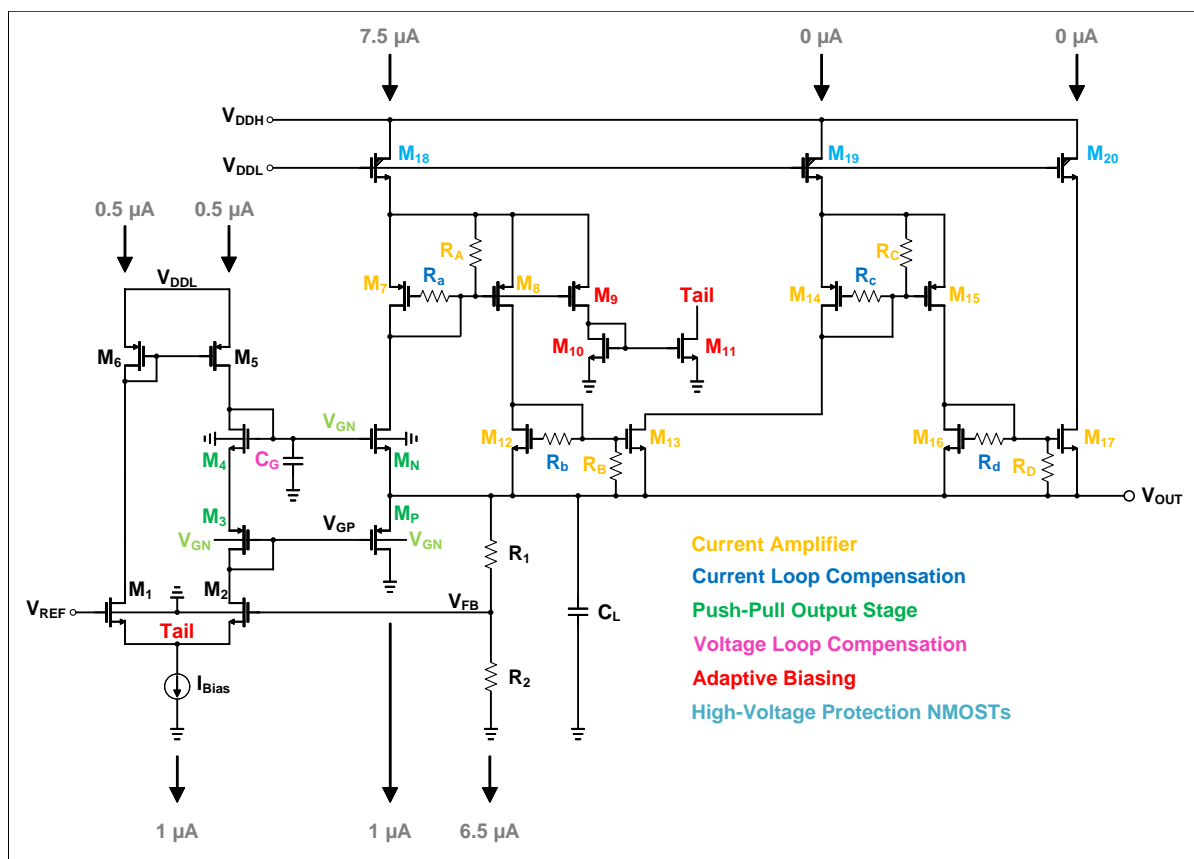 7.5 µA
0 µA
0 µA
VDDH
M18
M19
M20
VDDL
0.5 µA
0.5 µA
RA
RC
VDDL
M7
Ra
M8
M9
Tail
M14
Rc
M15
M6
M5
M10
M11
VGN
M12
M13
M16
M17
M4
CG
MN
Rb
RB
Rd
RD
VOUT
M3
VGP
MP
VGN
VGN
R1
Current Amplifier
Current Loop Compensation
M1
M2
Push-Pull Output Stage
VREF
VFB
CL
Tail
Voltage Loop Compensation
Adaptive Biasing
IBias
R2
High-Voltage Protection NMOSTs
1 µA
1 µA
6.5 µA